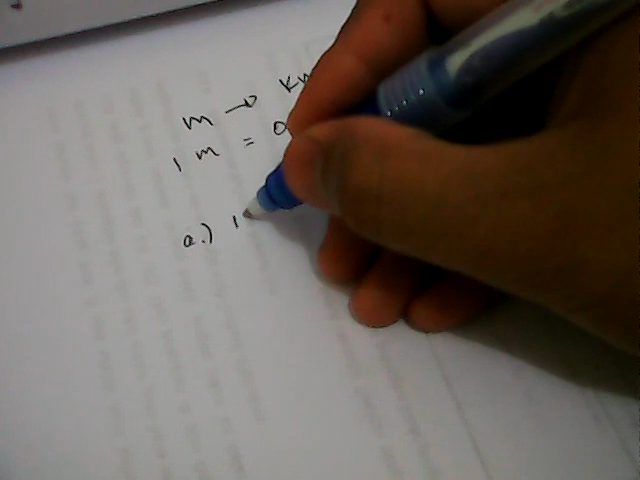 m → K
1 m = 0
a.) 1